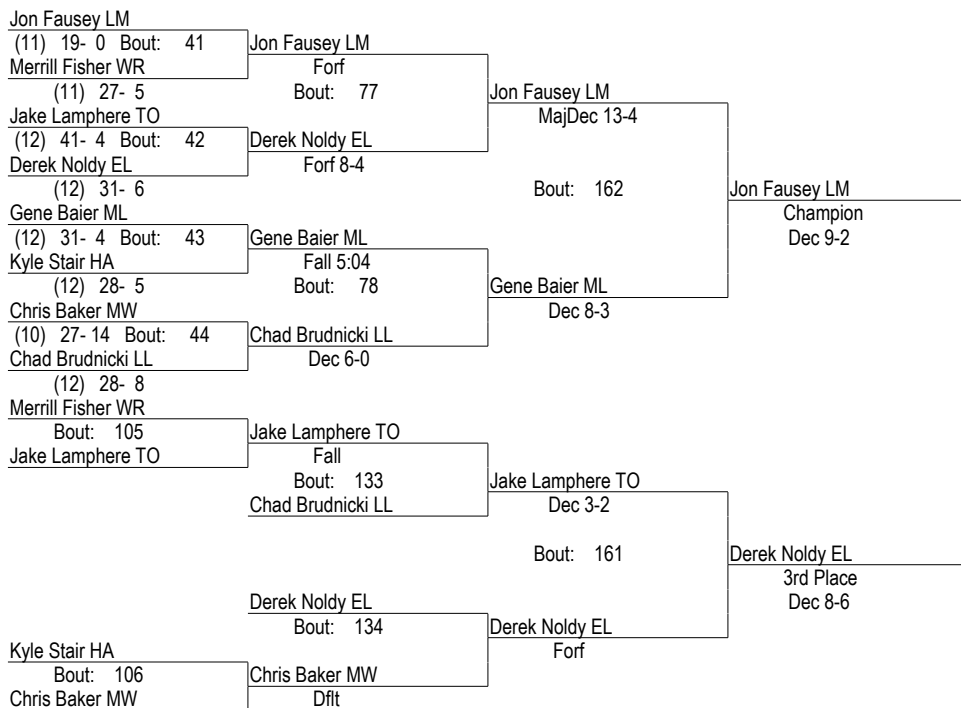 Jon Fausey LM
(11) 19- 0 Bout: 41
Jon Fausey LM
Merrill Fisher WR
Forf
(11) 27- 5
Bout: 77
Jon Fausey LM
Jake Lamphere TO
MajDec 13-4
(12) 41- 4 Bout: 42
Derek Noldy EL
Derek Noldy EL
Forf 8-4
(12) 31- 6
Bout: 162
Jon Fausey LM
Gene Baier ML
Champion
(12) 31- 4 Bout: 43
Gene Baier ML
Dec 9-2
Kyle Stair HA
Fall 5:04
(12) 28- 5
Bout: 78
Gene Baier ML
Chris Baker MW
Dec 8-3
(10) 27- 14 Bout: 44
Chad Brudnicki LL
Chad Brudnicki LL
Dec 6-0
(12) 28- 8
Merrill Fisher WR
Bout: 105
Jake Lamphere TO
Jake Lamphere TO
Fall
Bout: 133
Jake Lamphere TO
Chad Brudnicki LL
Dec 3-2
Bout: 161
Derek Noldy EL
3rd Place
Derek Noldy EL
Dec 8-6
Bout: 134
Derek Noldy EL
Kyle Stair HA
Forf
Bout: 106
Chris Baker MW
Chris Baker MW
Dflt